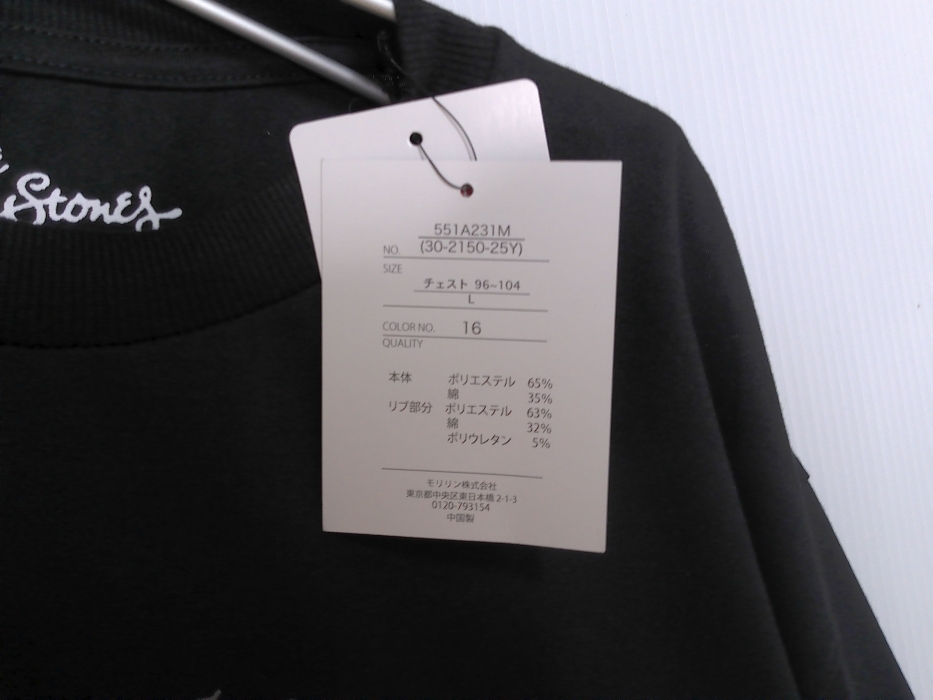 Stones
551A231M
NO. (30-2150-25Y)
SIZE
チェスト 96~104
L
COLOR NO. 16
QUALITY
本体 ポリエステル 65%
綿 35%
リブ部分 ポリエステル 63%
綿 32%
ポリウレタン 5%
モリリン株式会社
東京都中央区東日本橋 2-1-3
0120-793154
中国製